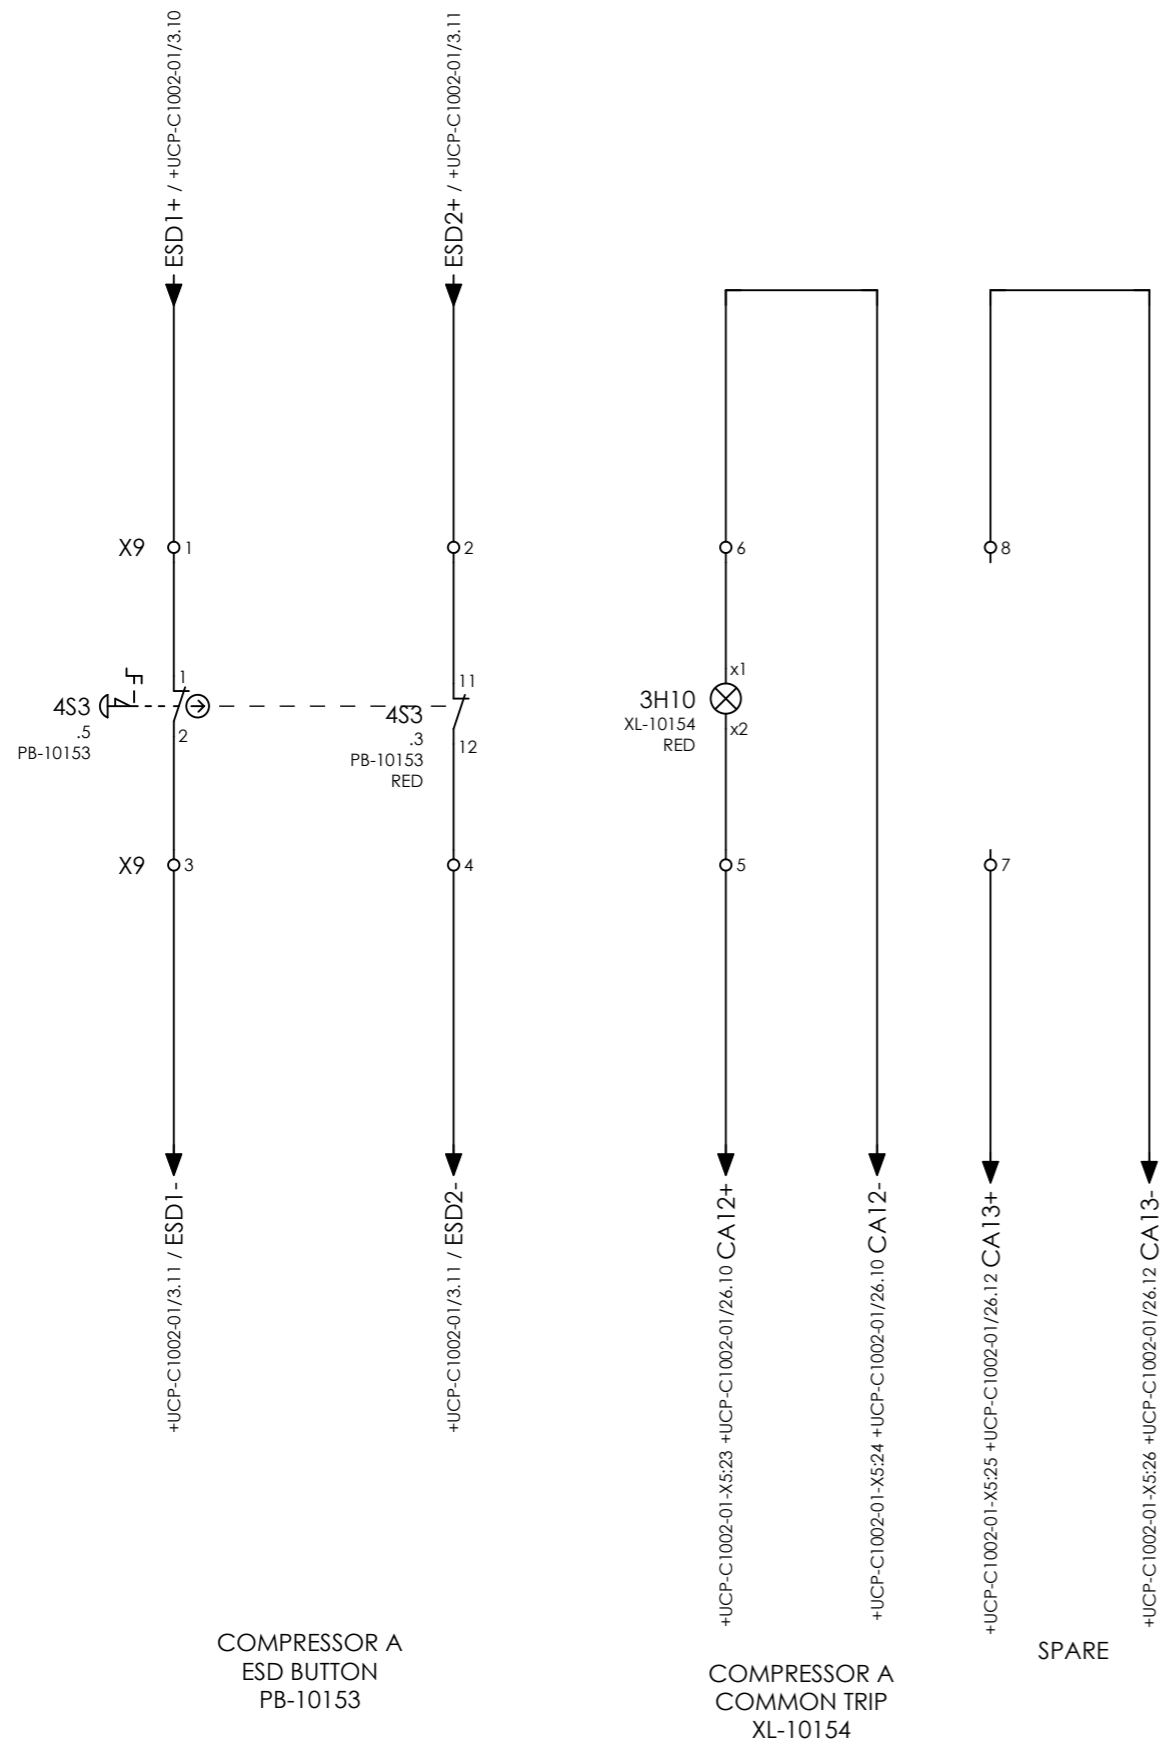 ESD1+ / +UCP-C1002-01/3.10
ESD2+ / +UCP-C1002-01/3.11
X9 1
2
6
8
1
4S3
.5
PB-10153
2
11
4S3
.3
PB-10153
RED
12
x1
3H10
XL-10154
RED
x2
X9 3
4
5
7
+UCP-C1002-01/3.11 / ESD1-
+UCP-C1002-01/3.11 / ESD2-
+UCP-C1002-01-X5:23 +UCP-C1002-01/26.10 CA12+
+UCP-C1002-01-X5:24 +UCP-C1002-01/26.10 CA12-
+UCP-C1002-01-X5:25 +UCP-C1002-01/26.12 CA13+
+UCP-C1002-01-X5:26 +UCP-C1002-01/26.12 CA13-
COMPRESSOR A
ESD BUTTON
PB-10153
COMPRESSOR A
COMMON TRIP
XL-10154
SPARE